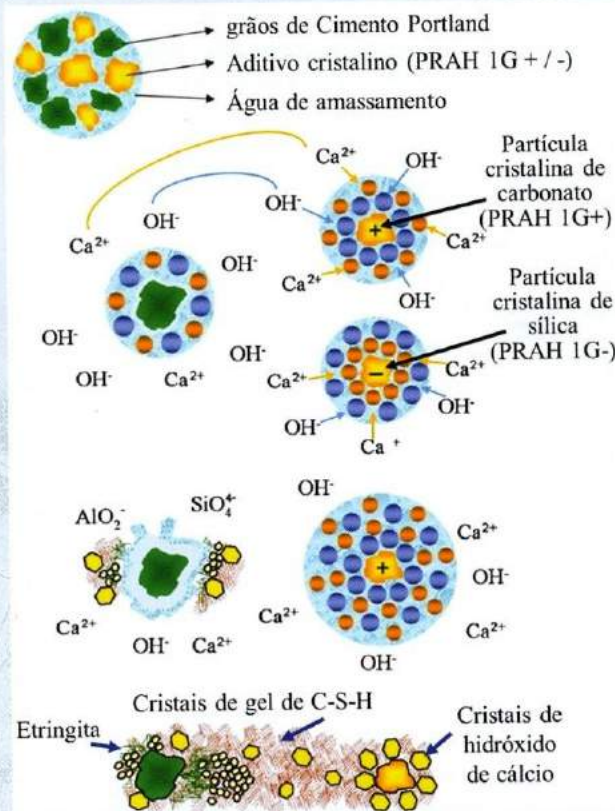 grãos de Cimento Portland
Aditivo cristalino (PRAH 1G + / -)
Água de amassamento
Ca²⁺
OH⁻
Partícula
cristalina de
carbonato
(PRAH 1G+)
OH⁻
OH⁻
Ca²⁺
+
Ca²⁺
OH⁻
Ca²⁺
OH⁻
Partícula
cristalina de
sílica
(PRAH 1G-)
OH⁻
OH⁻
Ca²⁺
−
Ca²⁺
OH⁻
Ca²⁺
OH⁻
OH⁻
Ca ⁺
AlO₂⁻
SiO₄⁴⁻
OH⁻
Ca²⁺
+
OH⁻
Ca²⁺
OH⁻
Ca²⁺
Ca²⁺
Ca²⁺
OH⁻
Cristais de gel de C-S-H
Etringita
Cristais de
hidróxido
de cálcio